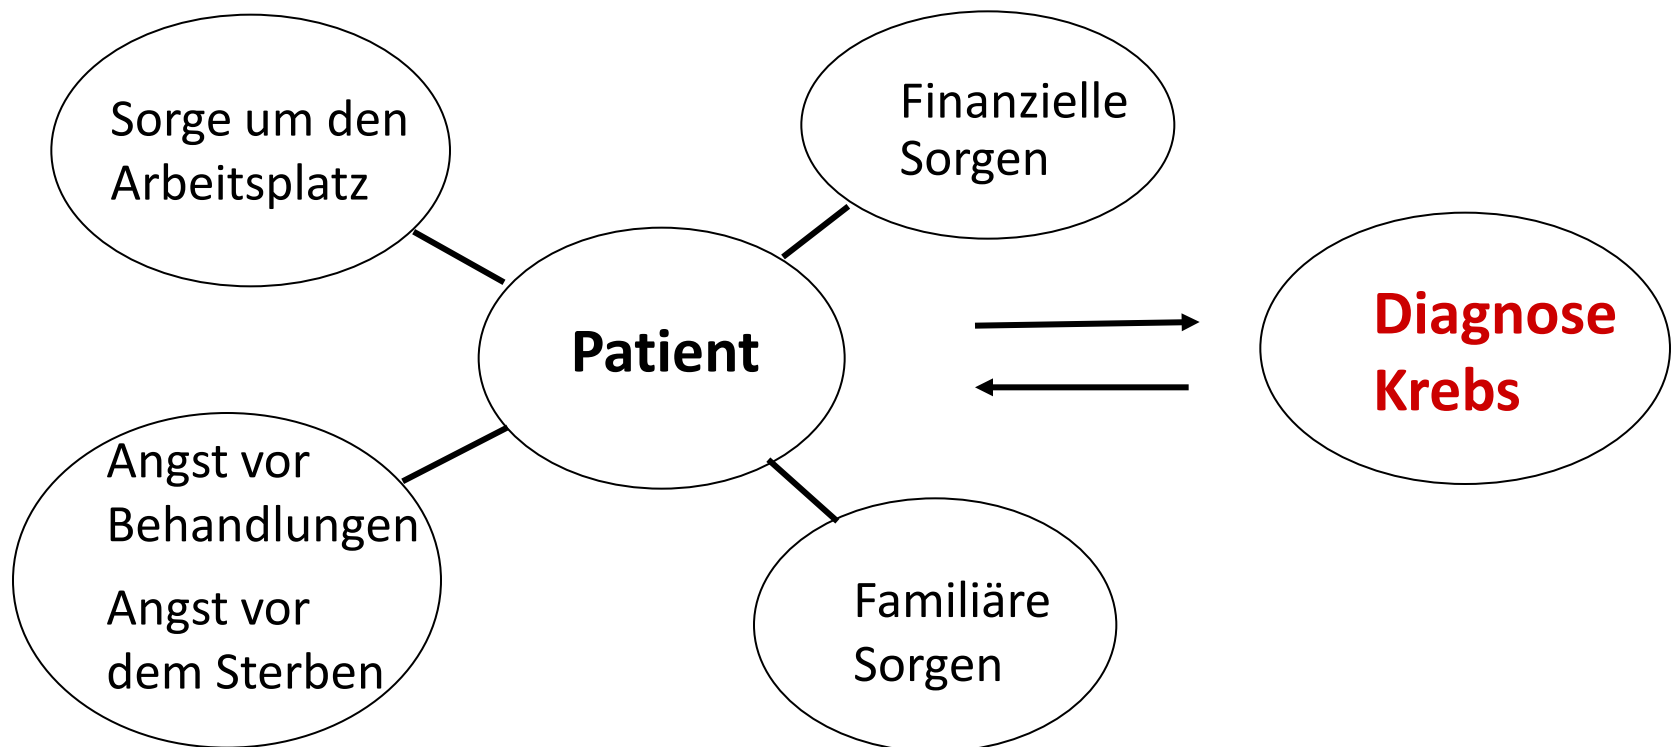 Sorge um den
Arbeitsplatz
Finanzielle
Sorgen
Patient
Diagnose
Krebs
Angst vor
Behandlungen
Angst vor
dem Sterben
Familiäre
Sorgen